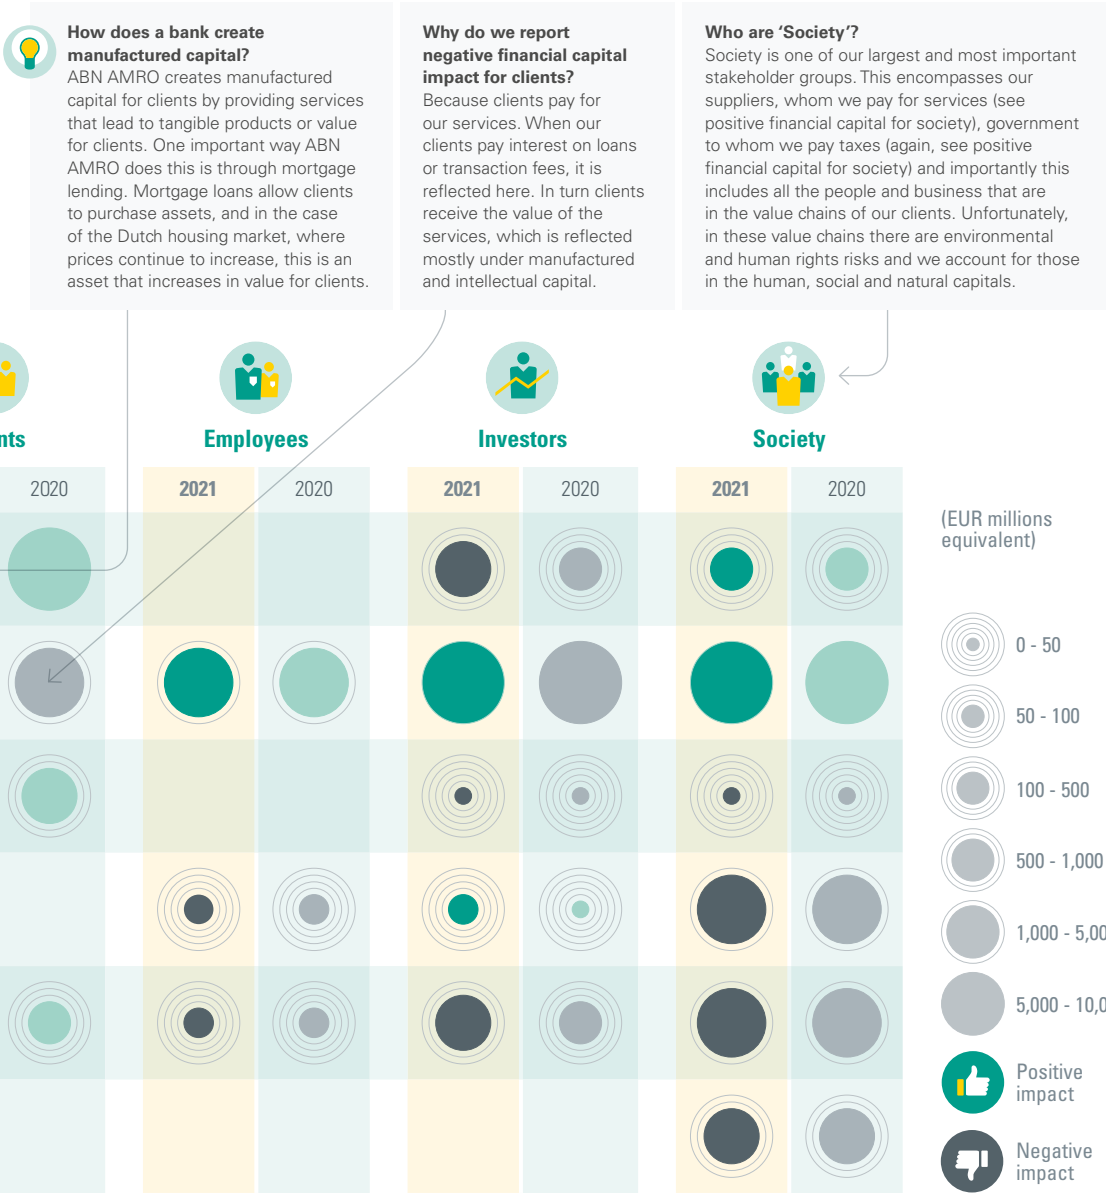 How does a bank create
manufactured capital?
ABN AMRO creates manufactured
capital for clients by providing services
that lead to tangible products or value
for clients. One important way ABN
AMRO does this is through mortgage
lending. Mortgage loans allow clients
to purchase assets, and in the case
of the Dutch housing market, where
prices continue to increase, this is an
asset that increases in value for clients.
Why do we report
negative financial capital
impact for clients?
Because clients pay for
our services. When our
clients pay interest on loans
or transaction fees, it is
reflected here. In turn clients
receive the value of the
services, which is reflected
mostly under manufactured
and intellectual capital.
Who are ‘Society’?
Society is one of our largest and most important
stakeholder groups. This encompasses our
suppliers, whom we pay for services (see
positive financial capital for society), government
to whom we pay taxes (again, see positive
financial capital for society) and importantly this
includes all the people and business that are
in the value chains of our clients. Unfortunately,
in these value chains there are environmental
and human rights risks and we account for those
in the human, social and natural capitals.
nts
Employees
Investors
Society
2020
2021
2020
2021
2020
2021
2020
(EUR millions
equivalent)
0 - 50
50 - 100
100 - 500
500 - 1,000
1,000 - 5,00
5,000 - 10,0
Positive
impact
Negative
impact